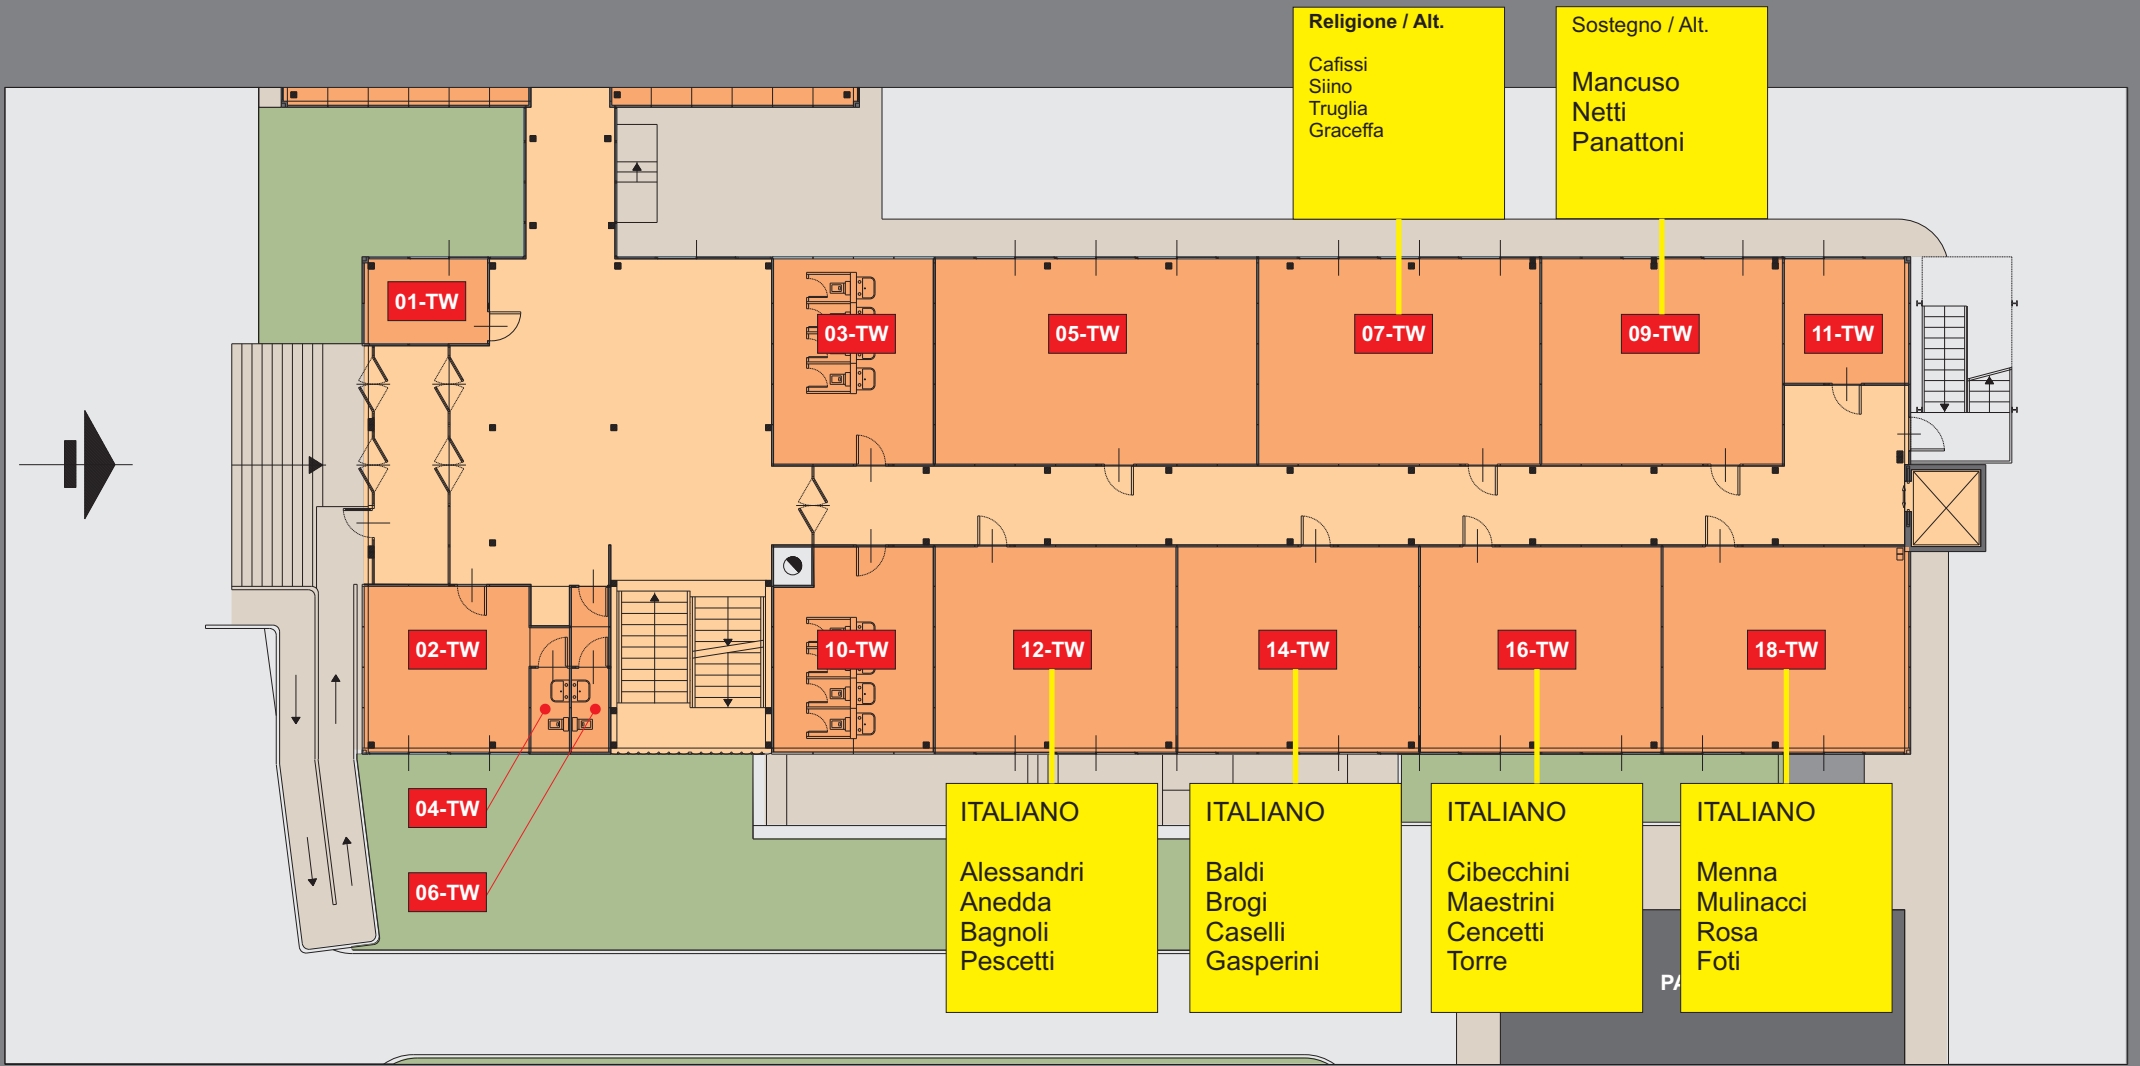 Religione / Alt.
Cafissi
Siino
Truglia
Graceffa
Sostegno / Alt.
Mancuso
Netti
Panattoni
01-TW
03-TW
05-TW
07-TW
09-TW
11-TW
02-TW
10-TW
12-TW
14-TW
16-TW
18-TW
04-TW
06-TW
ITALIANO
Alessandri
Anedda
Bagnoli
Pescetti
ITALIANO
Baldi
Brogi
Caselli
Gasperini
ITALIANO
Cibecchini
Maestrini
Cencetti
Torre
ITALIANO
Menna
Mulinacci
Rosa
Foti